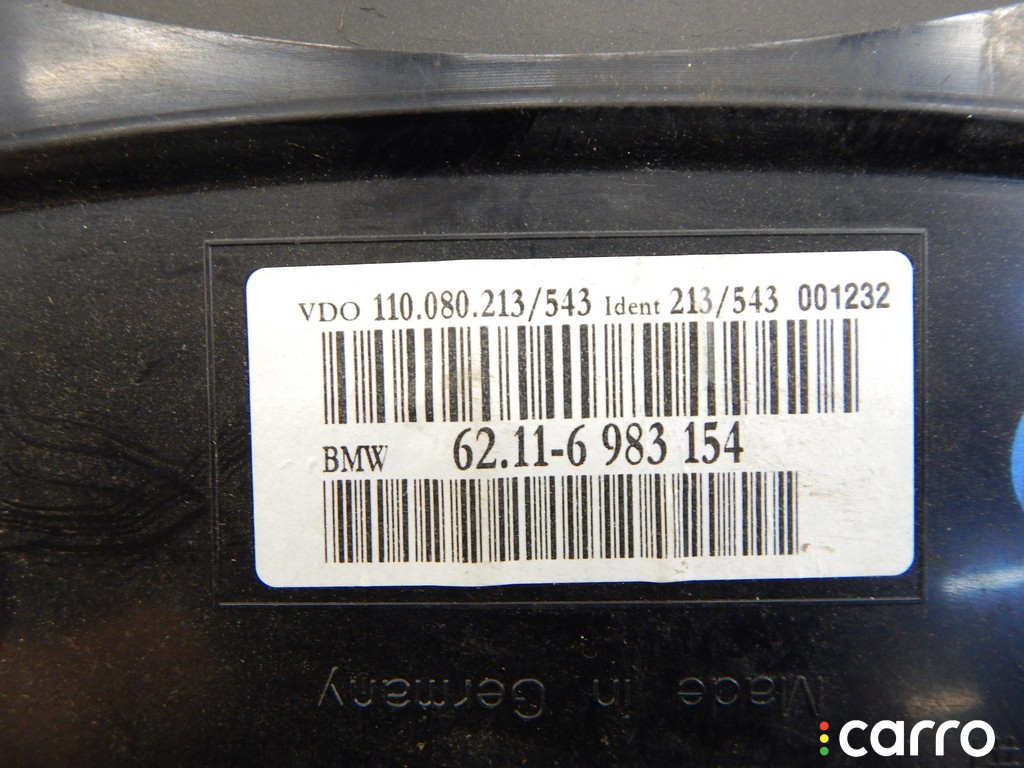 VDO 110.080.213/543 Ident 213/543 001232
BMW 62.11-6 983 154
Made in Germany
carro